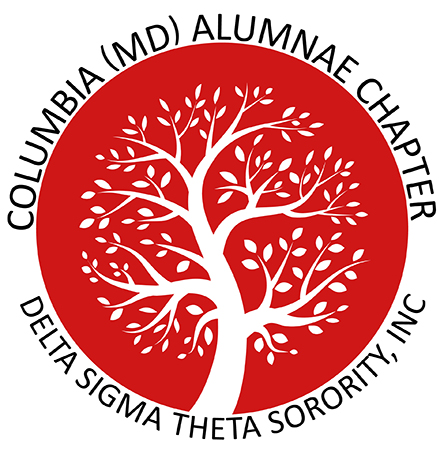 COLUMBIA (MD) ALUMNAE CHAPTER
DELTA SIGMA THETA SORORITY, INC